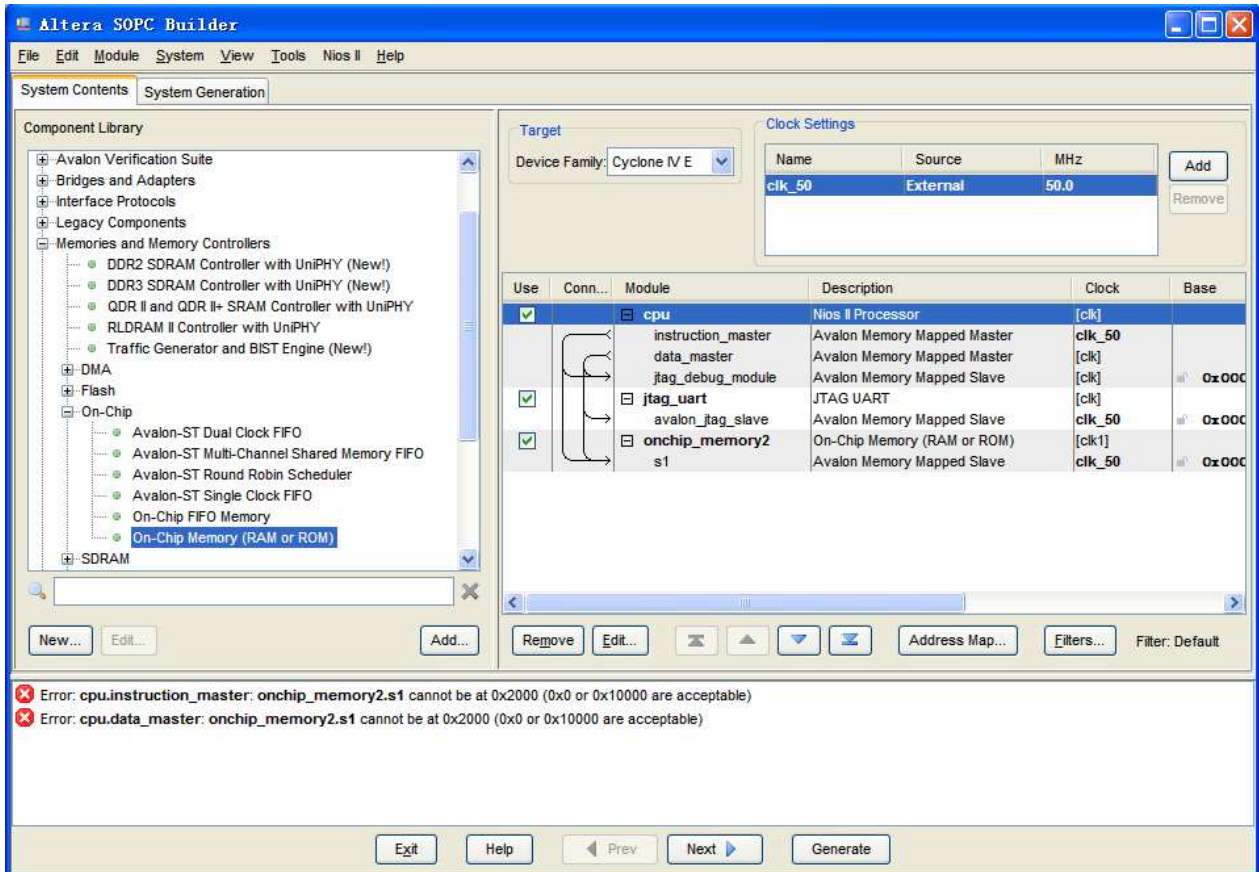 Altera SOPC Builder
File Edit Module System View Tools Nios II Help
System Contents System Generation
Component Library
Avalon Verification Suite
Bridges and Adapters
Interface Protocols
Legacy Components
Memories and Memory Controllers
DDR2 SDRAM Controller with UniPHY (New!)
DDR3 SDRAM Controller with UniPHY (New!)
QDR II and QDR II+ SRAM Controller with UniPHY
RLDRAM II Controller with UniPHY
Traffic Generator and BIST Engine (New!)
DMA
Flash
On-Chip
Avalon-ST Dual Clock FIFO
Avalon-ST Multi-Channel Shared Memory FIFO
Avalon-ST Round Robin Scheduler
Avalon-ST Single Clock FIFO
On-Chip FIFO Memory
On-Chip Memory (RAM or ROM)
SDRAM
New... Edit... Add...
Target
Device Family: Cyclone IV E
Clock Settings
Name Source MHz
clk_50 External 50.0
Add
Remove
Use Conn... Module Description Clock Base
cpu Nios II Processor [clk]
instruction_master Avalon Memory Mapped Master clk_50
data_master Avalon Memory Mapped Master [clk]
jtag_debug_module Avalon Memory Mapped Slave [clk] 0x000
jtag_uart JTAG UART [clk]
avalon_jtag_slave Avalon Memory Mapped Slave clk_50 0x000
onchip_memory2 On-Chip Memory (RAM or ROM) [clk1]
s1 Avalon Memory Mapped Slave clk_50 0x000
Remove Edit... Address Map... Filters... Filter: Default
Error: cpu.instruction_master: onchip_memory2.s1 cannot be at 0x2000 (0x0 or 0x10000 are acceptable)
Error: cpu.data_master: onchip_memory2.s1 cannot be at 0x2000 (0x0 or 0x10000 are acceptable)
Exit Help Prev Next Generate